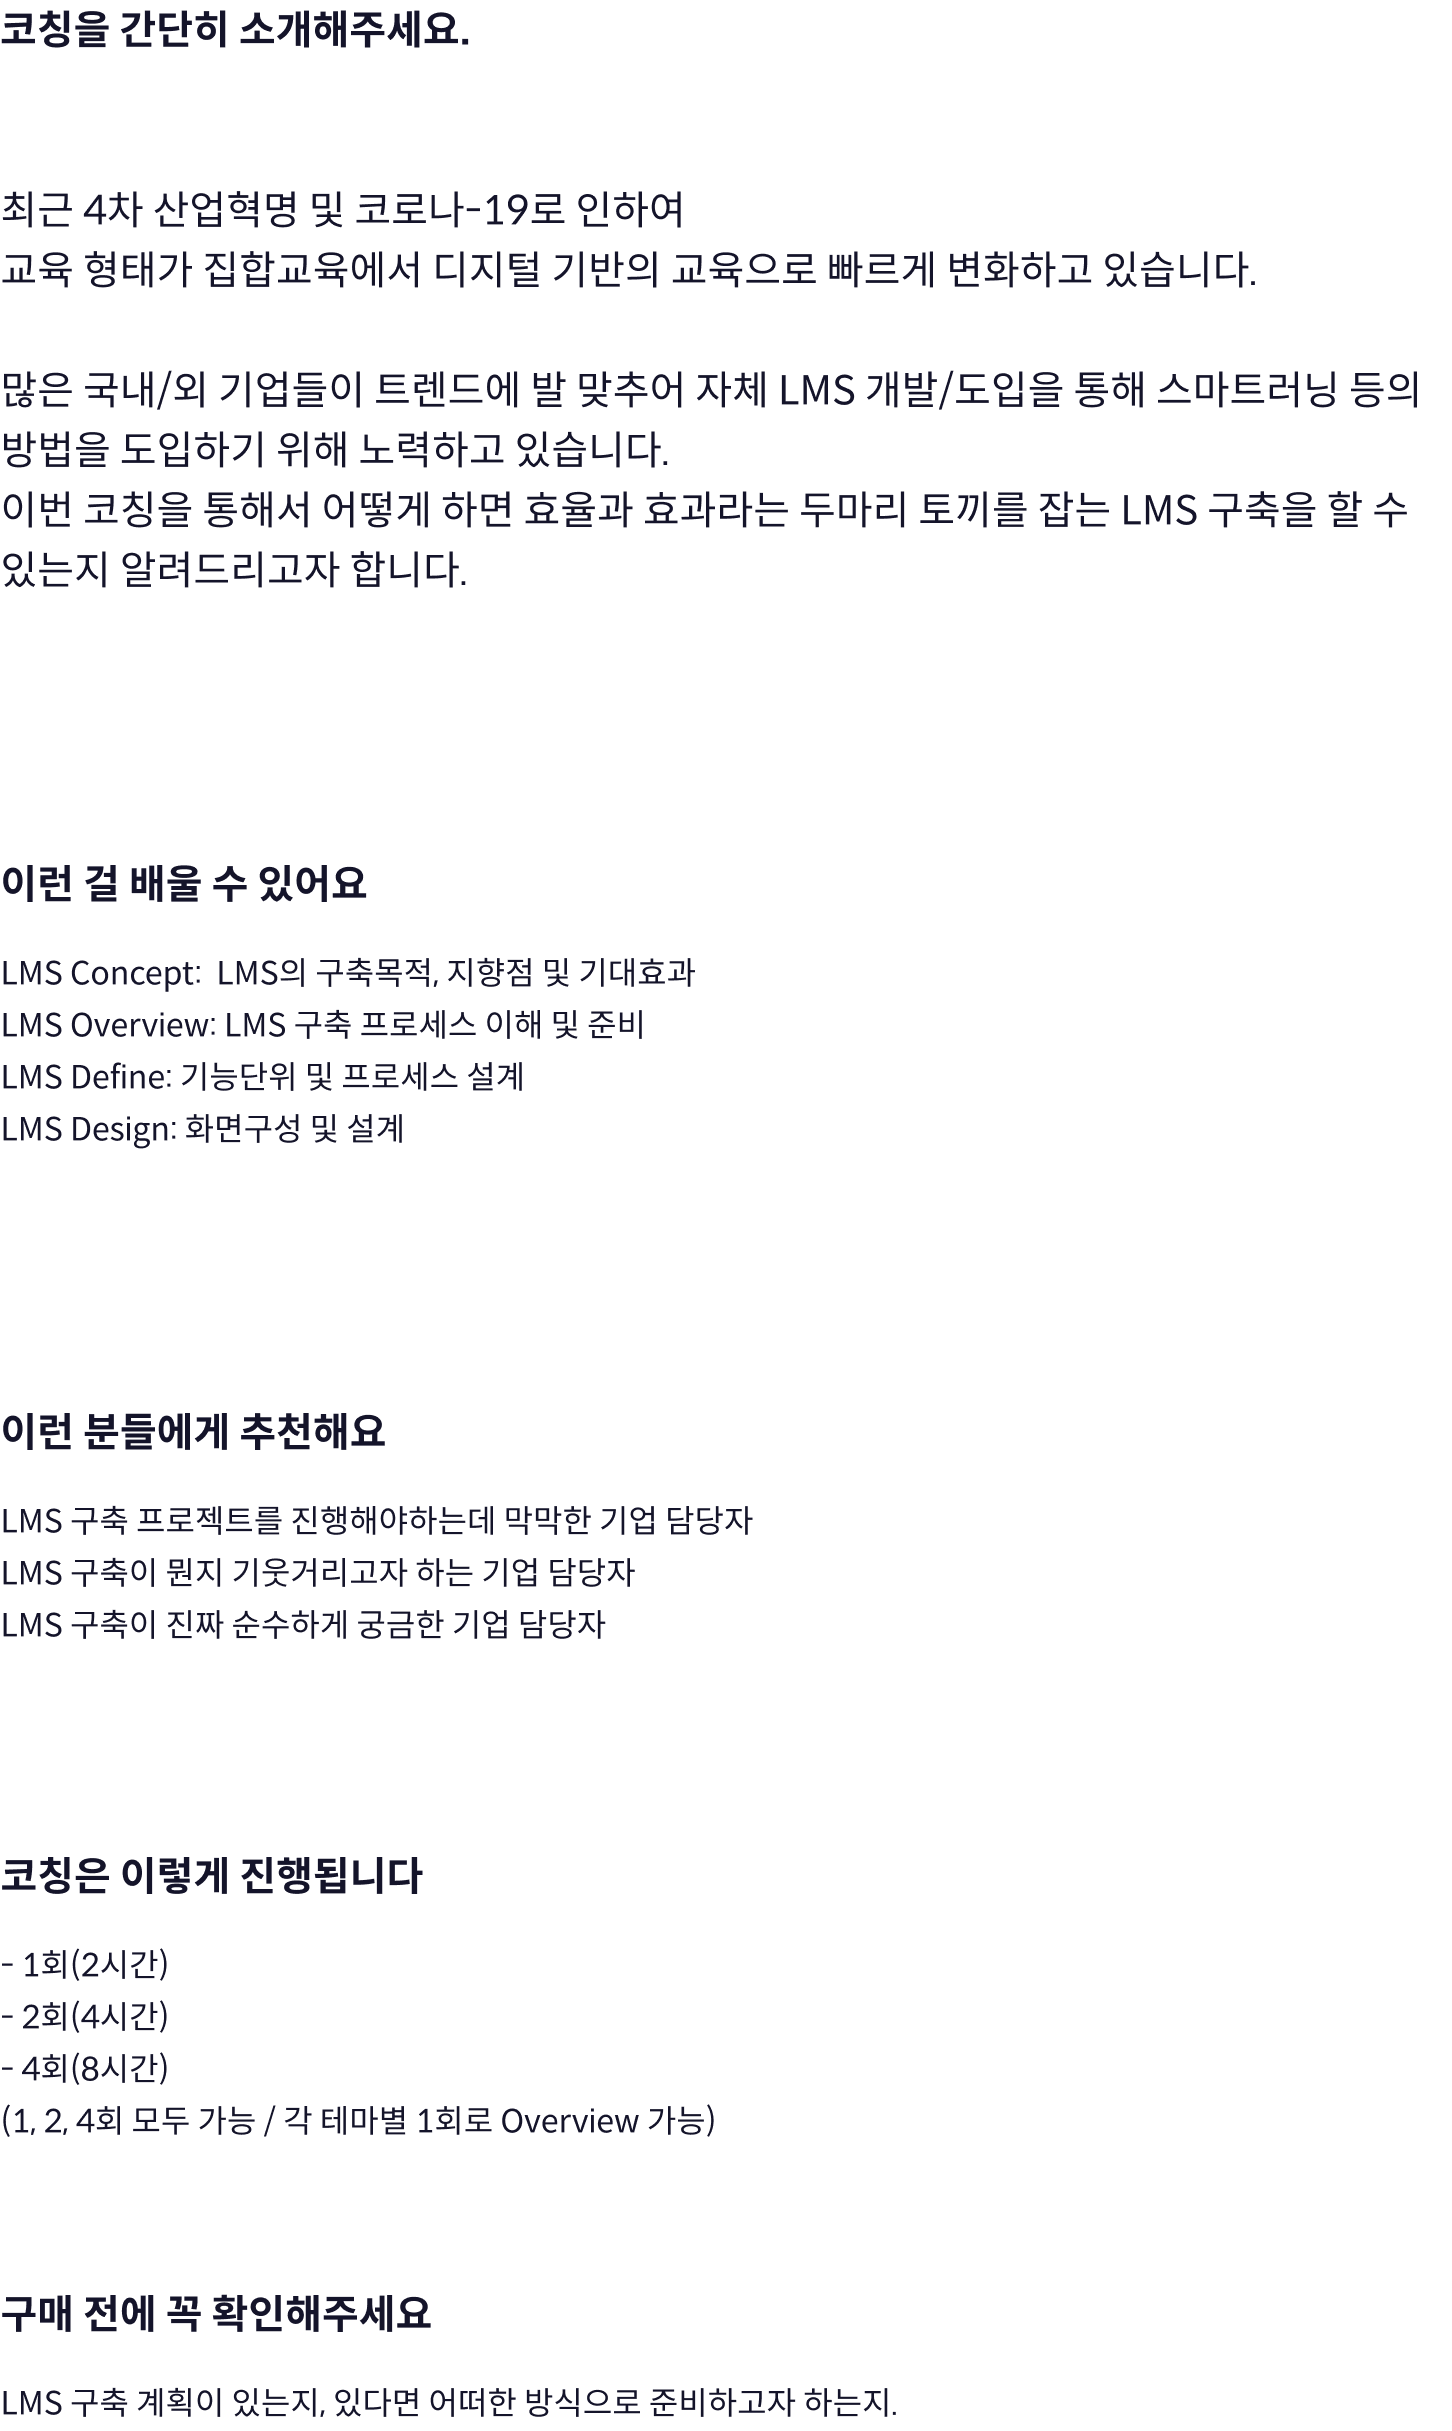 코칭을 간단히 소개해주세요.
최근 4차 산업혁명 및 코로나-19로 인하여
교육 형태가 집합교육에서 디지털 기반의 교육으로 빠르게 변화하고 있습니다.
많은 국내/외 기업들이 트렌드에 발 맞추어 자체 LMS 개발/도입을 통해 스마트러닝 등의
방법을 도입하기 위해 노력하고 있습니다.
이번 코칭을 통해서 어떻게 하면 효율과 효과라는 두마리 토끼를 잡는 LMS 구축을 할 수
있는지 알려드리고자 합니다.
이런 걸 배울 수 있어요
LMS Concept:  LMS의 구축목적, 지향점 및 기대효과
LMS Overview: LMS 구축 프로세스 이해 및 준비
LMS Define: 기능단위 및 프로세스 설계
LMS Design: 화면구성 및 설계
이런 분들에게 추천해요
LMS 구축 프로젝트를 진행해야하는데 막막한 기업 담당자
LMS 구축이 뭔지 기웃거리고자 하는 기업 담당자
LMS 구축이 진짜 순수하게 궁금한 기업 담당자
코칭은 이렇게 진행됩니다
- 1회(2시간)
- 2회(4시간)
- 4회(8시간)
(1, 2, 4회 모두 가능 / 각 테마별 1회로 Overview 가능)
구매 전에 꼭 확인해주세요
LMS 구축 계획이 있는지, 있다면 어떠한 방식으로 준비하고자 하는지.